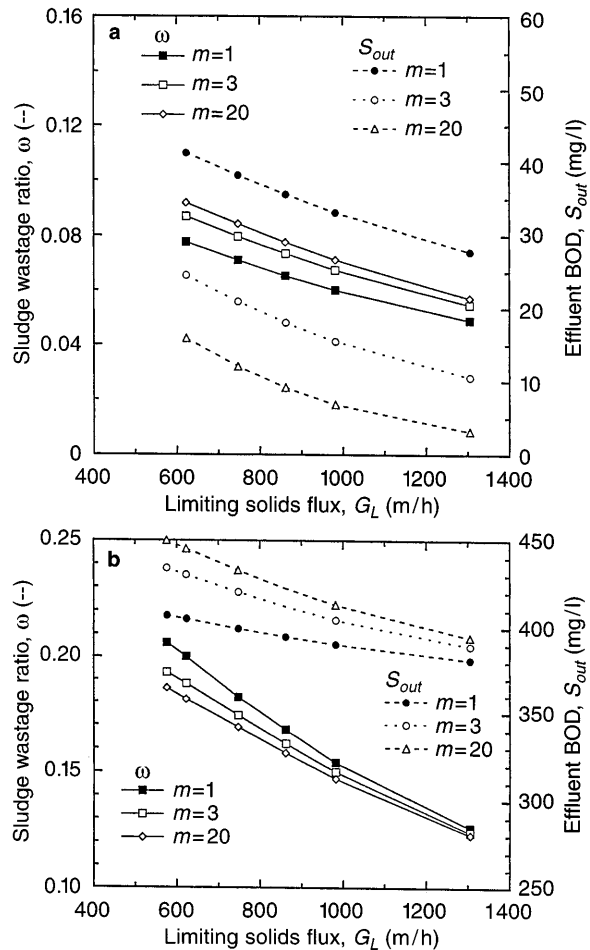 a
ω
m=1
m=3
m=20
S_out
m=1
m=3
m=20
0.16
0.12
0.08
0.04
0
Sludge wastage ratio, ω (--)
60
50
40
30
20
10
0
Effluent BOD, S_out (mg/l)
400 600 800 1000 1200 1400
Limiting solids flux, G_L (m/h)
b
0.25
0.20
0.15
0.10
Sludge wastage ratio, ω (--)
450
400
350
300
250
Effluent BOD, S_out (mg/l)
S_out
m=1
m=3
m=20
ω
m=1
m=3
m=20
400 600 800 1000 1200 1400
Limiting solids flux, G_L (m/h)